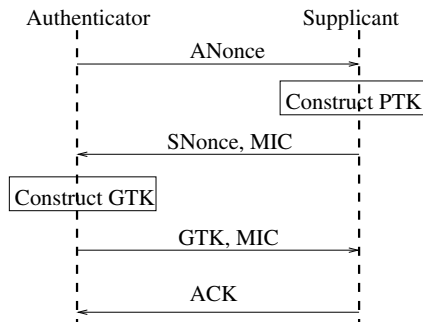 Authenticator
Supplicant
ANonce
Construct PTK
SNonce, MIC
Construct GTK
GTK, MIC
ACK